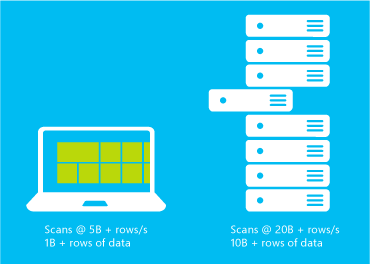 Scans @ 5B + rows/s
1B + rows of data
Scans @ 20B + rows/s
10B + rows of data